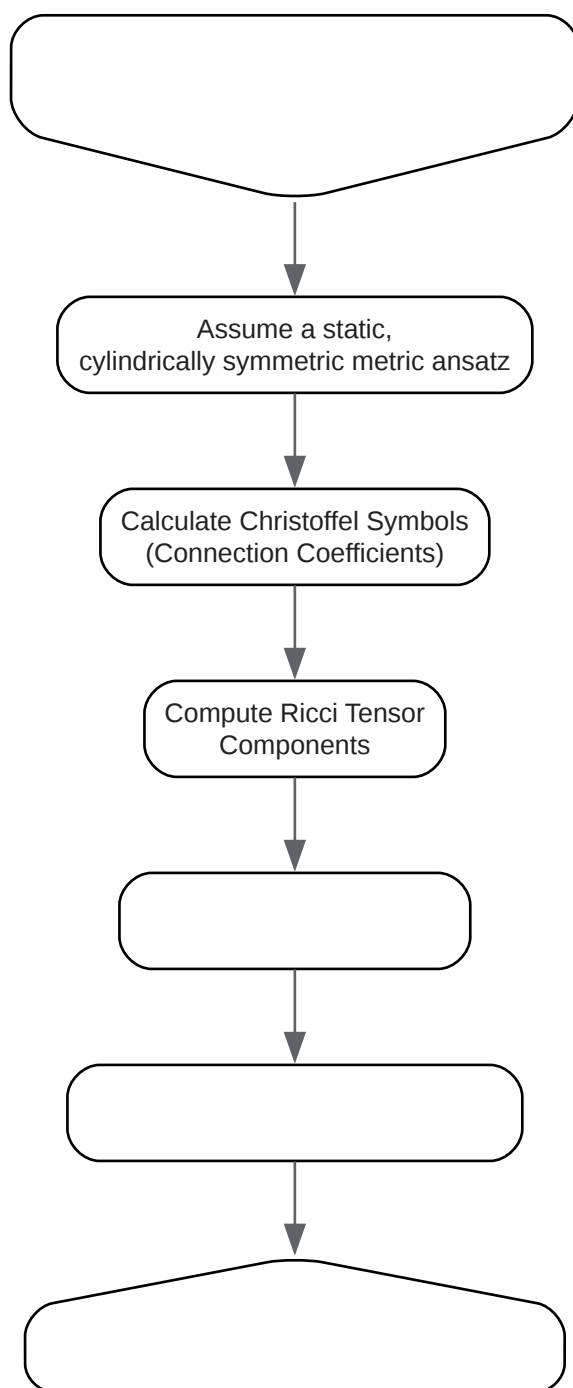 Assume a static,
cylindrically symmetric metric ansatz
Calculate Christoffel Symbols
(Connection Coefficients)
Compute Ricci Tensor
Components